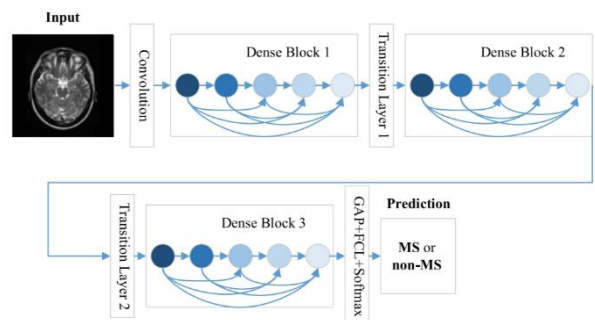 Input
Convolution
Dense Block 1
Transition Layer 1
Dense Block 2
Transition Layer 2
Dense Block 3
GAP+FCL+Softmax
Prediction
MS or
non-MS